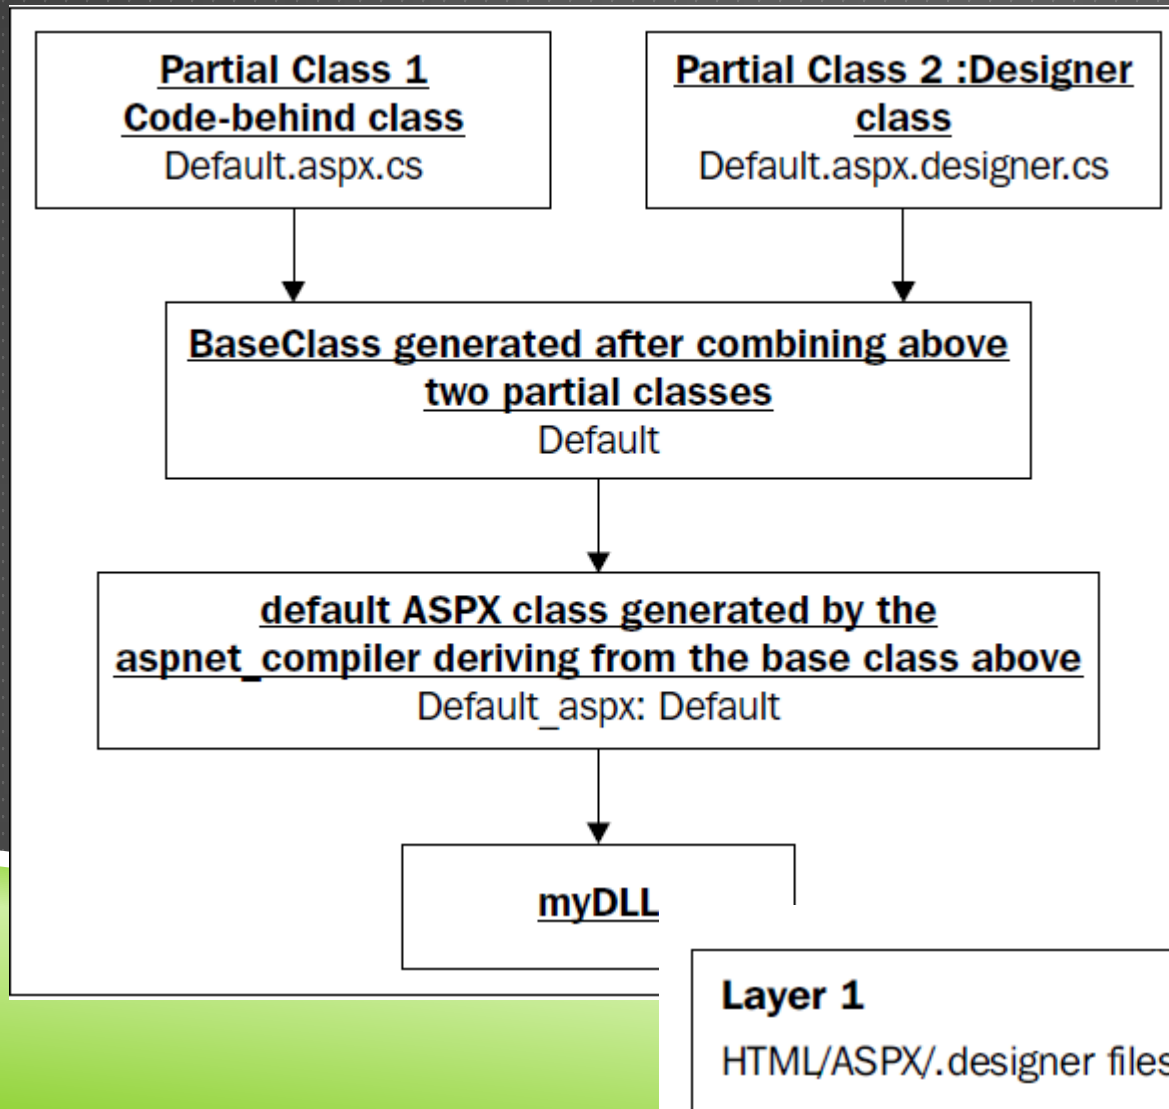 Partial Class 1
Code-behind class
Default.aspx.cs
Partial Class 2 :Designer
class
Default.aspx.designer.cs
BaseClass generated after combining above
two partial classes
Default
default ASPX class generated by the
aspnet_compiler deriving from the base class above
Default_aspx: Default
myDLL
Layer 1
HTML/ASPX/.designer files